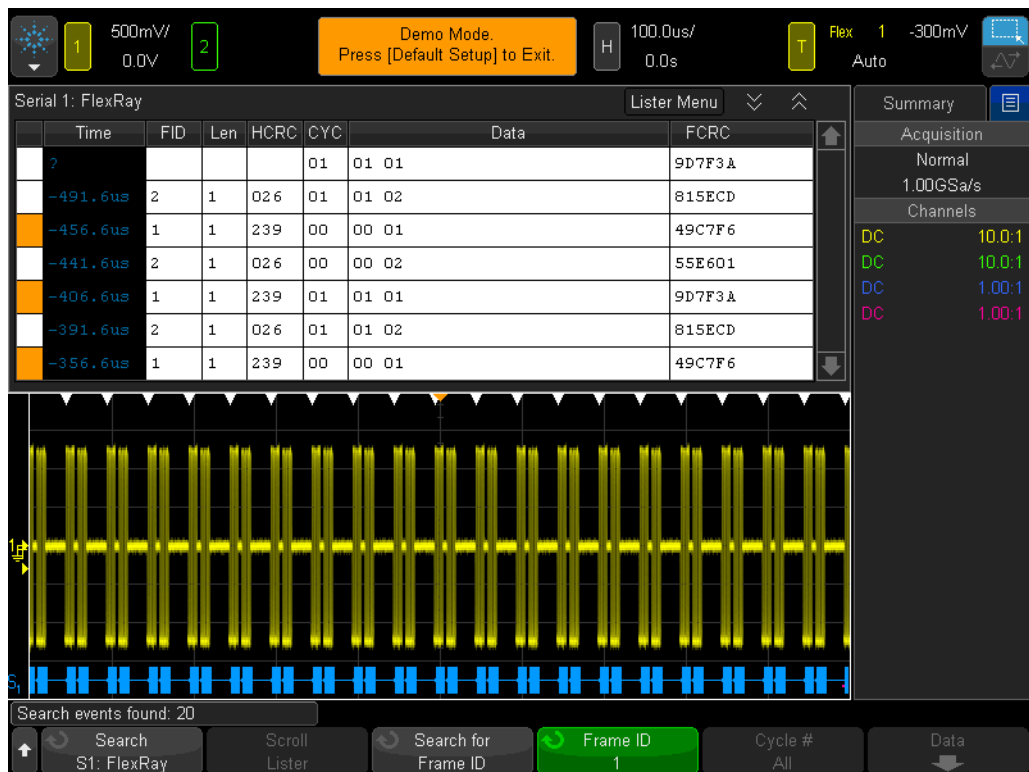 1 500mV/ 0.0V 2 Demo Mode. H 100.0us/ 0.0s T Flex 1 -300mV
Press [Default Setup] to Exit. Auto
Serial 1: FlexRay Lister Menu
Time FID Len HCRC CYC Data FCRC
? 01 01 01 9D7F3A
-491.6us 2 1 026 01 01 02 815ECD
-456.6us 1 1 239 00 00 01 49C7F6
-441.6us 2 1 026 00 00 02 55E601
-406.6us 1 1 239 01 01 01 9D7F3A
-391.6us 2 1 026 01 01 02 815ECD
-356.6us 1 1 239 00 00 01 49C7F6
Summary
Acquisition
Normal
1.00GSa/s
Channels
DC 10.0:1
DC 10.0:1
DC 1.00:1
DC 1.00:1
1
S1
Search events found: 20
Search
S1: FlexRay
Scroll
Lister
Search for
Frame ID
Frame ID
1
Cycle #
All
Data